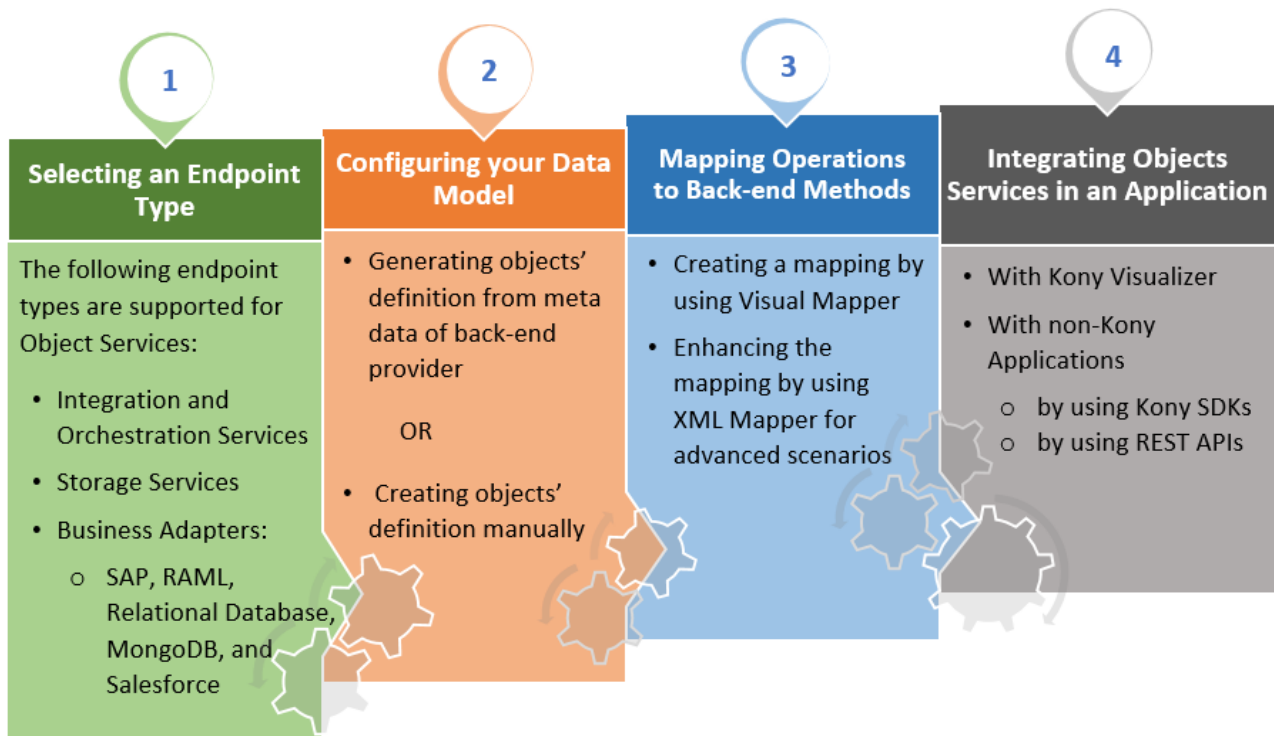 1
Selecting an Endpoint
Type
The following endpoint
types are supported for
Object Services:
• Integration and
Orchestration Services
• Storage Services
• Business Adapters:
o SAP, RAML,
Relational Database,
MongoDB, and
Salesforce
2
Configuring your Data
Model
• Generating objects’
definition from meta
data of back-end
provider
OR
• Creating objects’
definition manually
3
Mapping Operations
to Back-end Methods
• Creating a mapping by
using Visual Mapper
• Enhancing the
mapping by using
XML Mapper for
advanced scenarios
4
Integrating Objects
Services in an Application
• With Kony Visualizer
• With non-Kony
Applications
o by using Kony SDKs
o by using REST APIs